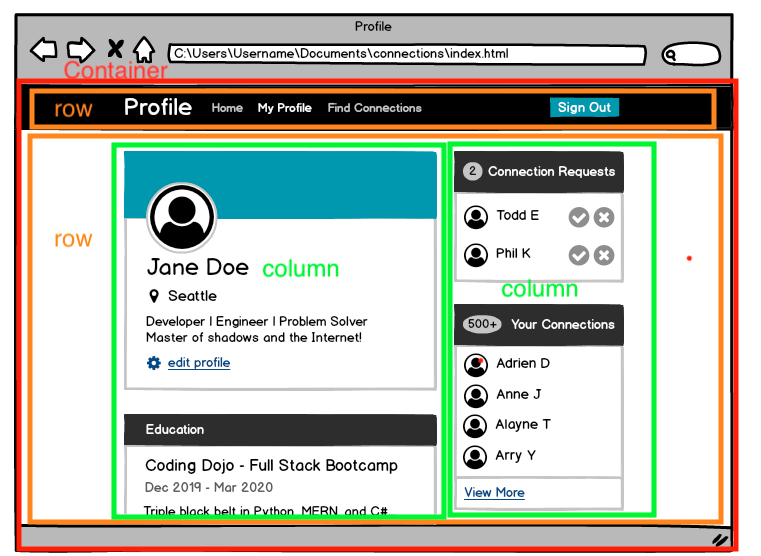 Profile
C:\Users\Username\Documents\connections\index.html
Container
row
Profile Home My Profile Find Connections Sign Out
row
Jane Doe column
Seattle
Developer | Engineer | Problem Solver
Master of shadows and the Internet!
edit profile
Education
Coding Dojo - Full Stack Bootcamp
Dec 2019 - Mar 2020
Triple black belt in Python, MERN, and C#
2 Connection Requests
Todd E
Phil K
column
500+ Your Connections
Adrien D
Anne J
Alayne T
Arry Y
View More